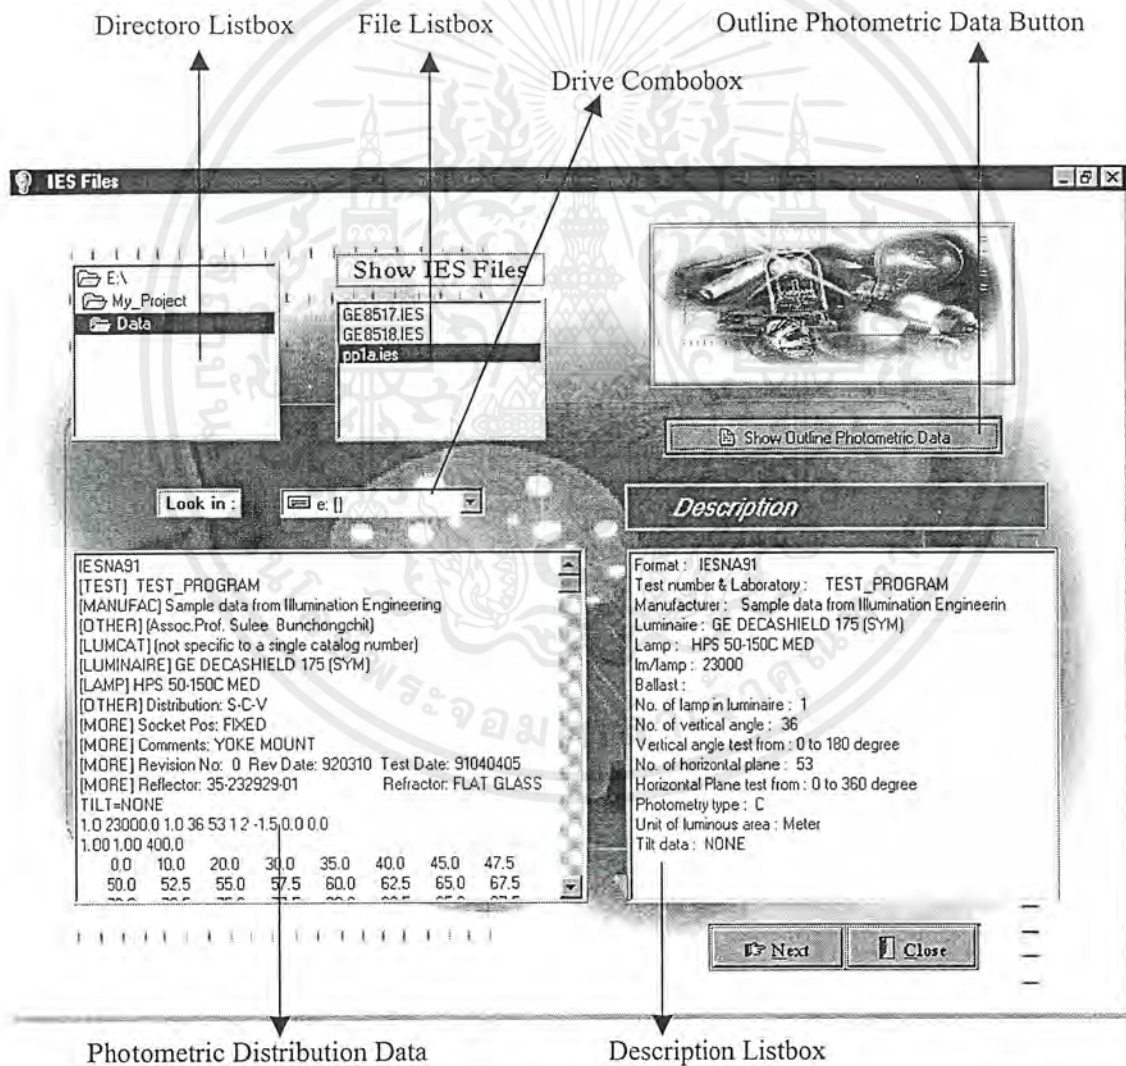 Directoro Listbox
File Listbox
Outline Photometric Data Button
Drive Combobox
IES Files
E:\
My_Project
Data
Show IES Files
GE8517.IES
GE8518.IES
pp1a.ies
Show Outline Photometric Data
Look in :
e: []
Description
IESNA91
[TEST] TEST_PROGRAM
[MANUFAC] Sample data from Illumination Engineering
[OTHER] (Assoc.Prof. Sulee Bunchongchit)
[LUMCAT] (not specific to a single catalog number)
[LUMINAIRE] GE DECASHIELD 175 (SYM)
[LAMP] HPS 50-150C MED
[OTHER] Distribution: S-C-V
[MORE] Socket Pos: FIXED
[MORE] Comments: YOKE MOUNT
[MORE] Revision No: 0 Rev Date: 920310 Test Date: 91040405
[MORE] Reflector: 35-232929-01 Refractor: FLAT GLASS
TILT=NONE
1.0 23000.0 1.0 36 53 1 2 -1.5 0.0 0.0
1.00 1.00 400.0
0.0 10.0 20.0 30.0 35.0 40.0 45.0 47.5
50.0 52.5 55.0 57.5 60.0 62.5 65.0 67.5
Format : IESNA91
Test number & Laboratory : TEST_PROGRAM
Manufacturer : Sample data from Illumination Engineerin
Luminaire : GE DECASHIELD 175 (SYM)
Lamp : HPS 50-150C MED
lm/lamp : 23000
Ballast :
No. of lamp in luminaire : 1
No. of vertical angle : 36
Vertical angle test from : 0 to 180 degree
No. of horizontal plane : 53
Horizontal Plane test from : 0 to 360 degree
Photometry type : C
Unit of luminous area : Meter
Tilt data : NONE
Next
Close
Photometric Distribution Data
Description Listbox